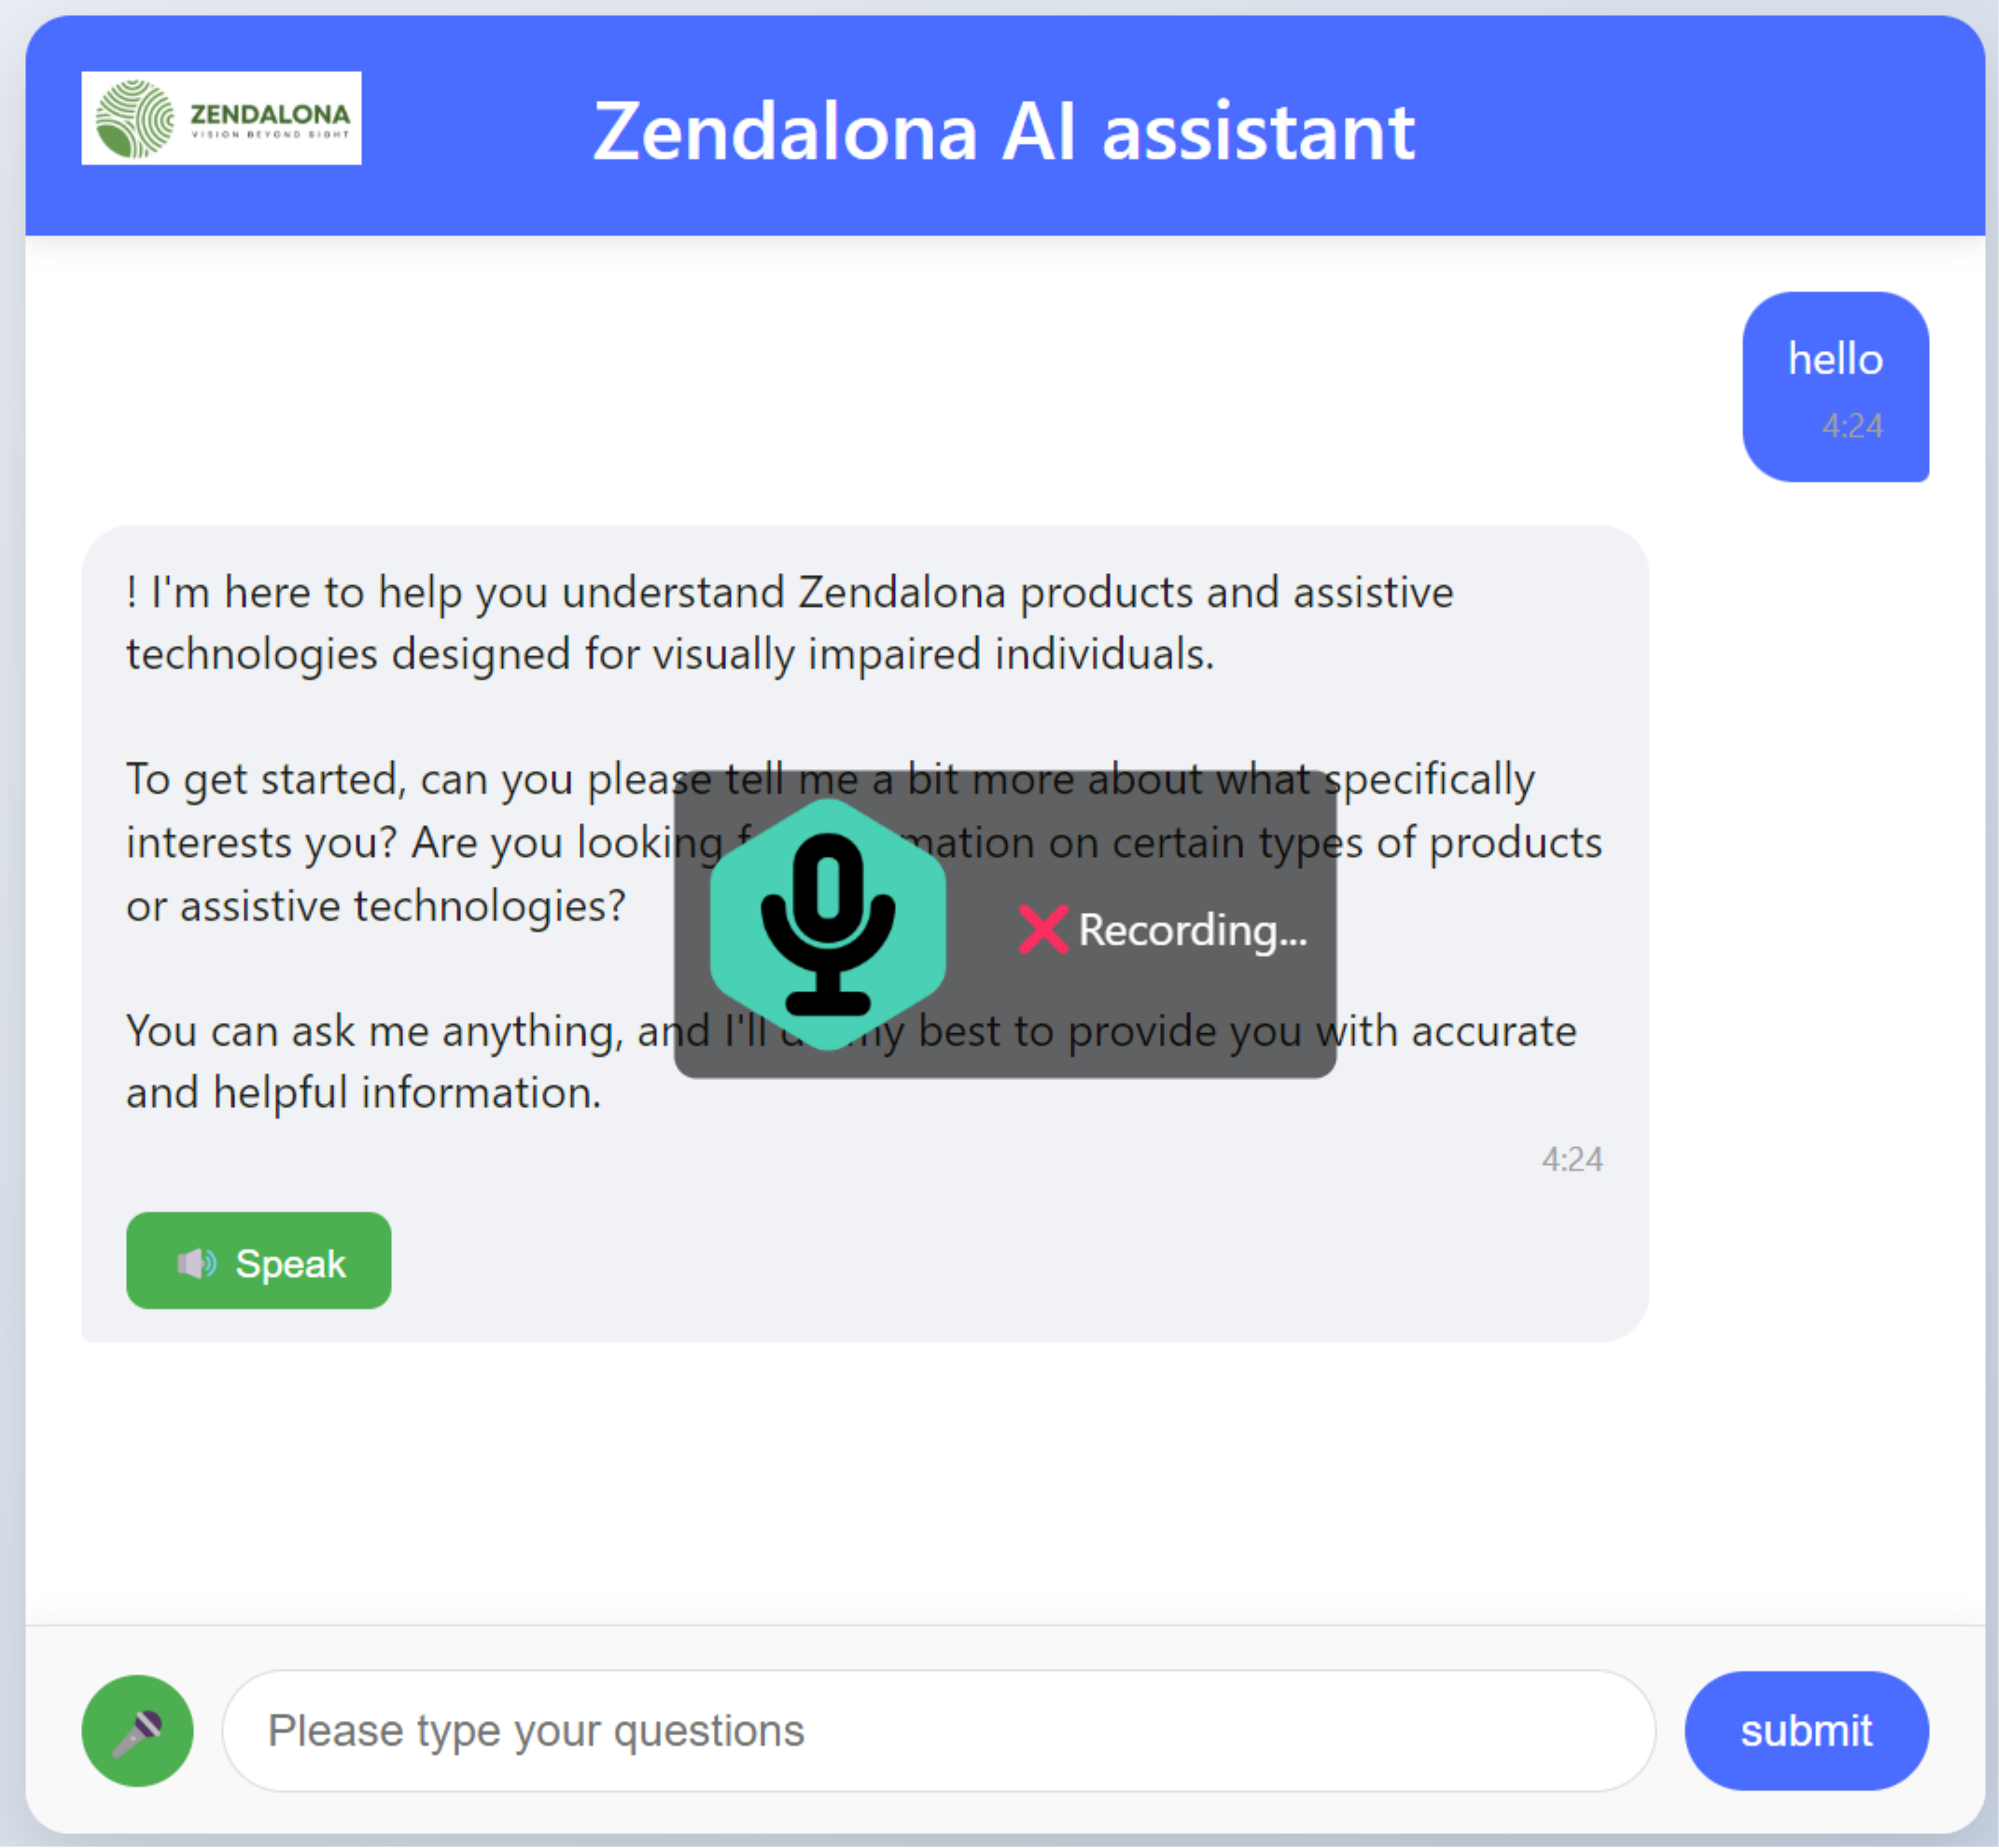 ZENDALONA
VISION BEYOND SIGHT
Zendalona AI assistant
hello
4:24
! I'm here to help you understand Zendalona products and assistive
technologies designed for visually impaired individuals.
To get started, can you please tell me a bit more about what specifically
interests you? Are you looking on certain types of products
or assistive technologies?
Recording...
You can ask me anything, and I'll my best to provide you with accurate
and helpful information.
4:24
Speak
Please type your questions
submit